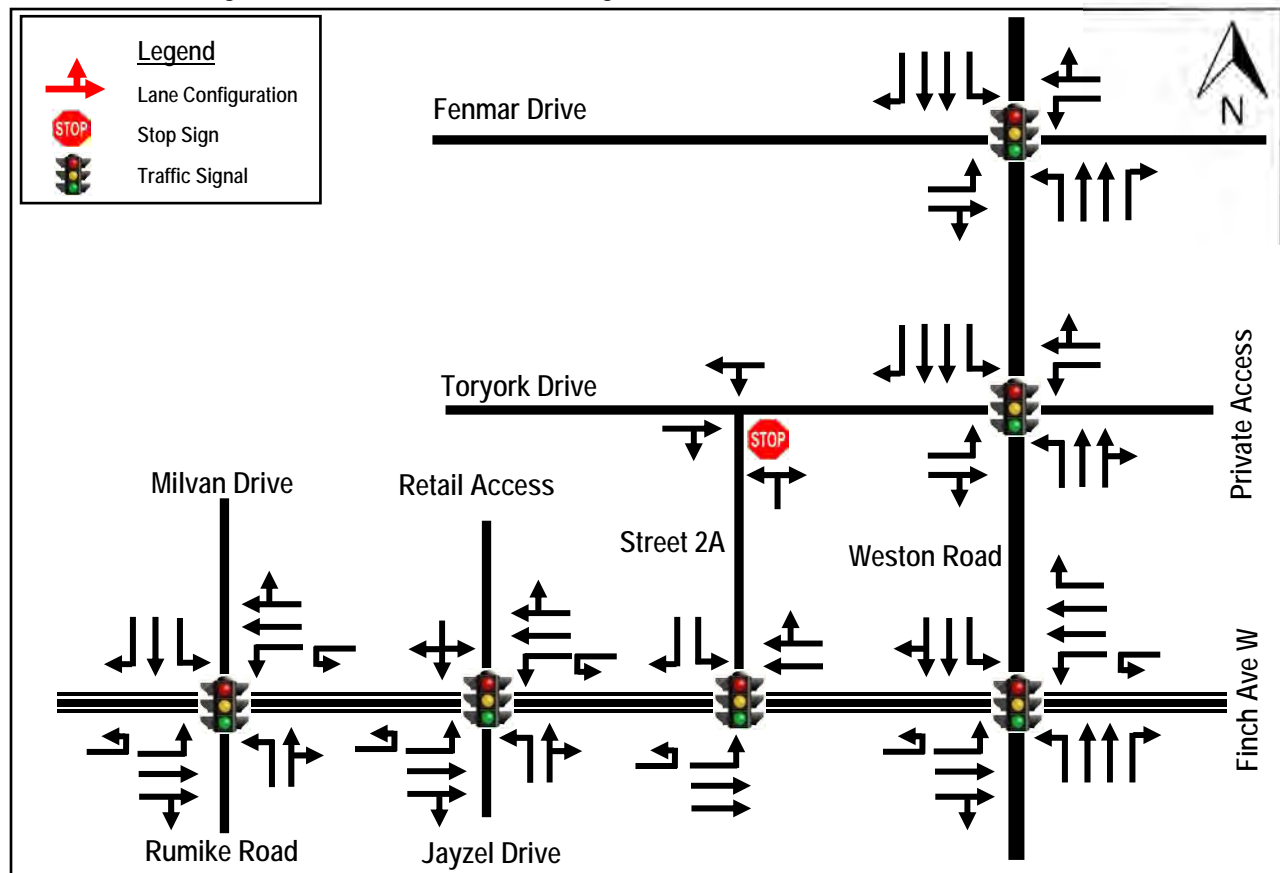 Legend
Lane Configuration
STOP
Stop Sign
Traffic Signal
N
Fenmar Drive
Toryork Drive
STOP
Private Access
Milvan Drive
Retail Access
Street 2A
Weston Road
Finch Ave W
Rumike Road
Jayzel Drive